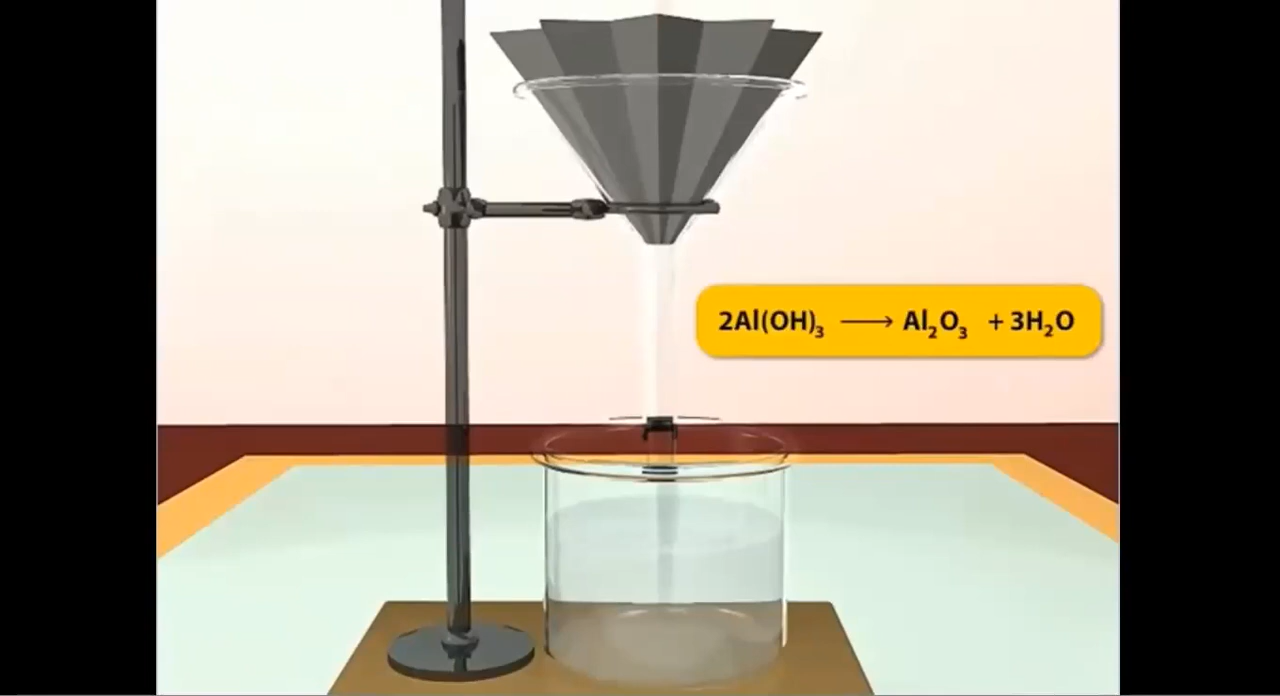 2Al(OH)₃ ⟶ Al₂O₃ + 3H₂O